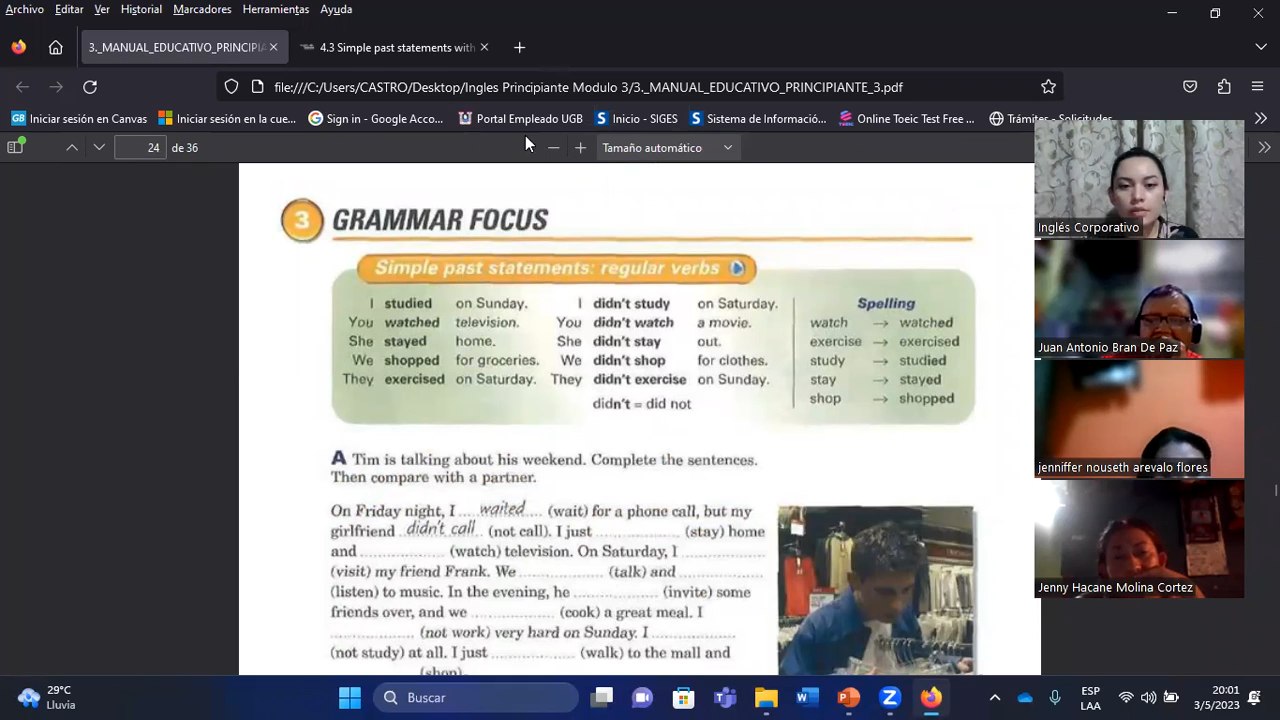 Archivo Editar Ver Historial Marcadores Herramientas Ayuda
3._MANUAL_EDUCATIVO_PRINCIPIA
4.3 Simple past statements with
file:///C:/Users/CASTRO/Desktop/Ingles Principiante Modulo 3/3._MANUAL_EDUCATIVO_PRINCIPIANTE_3.pdf
GB Iniciar sesión en Canvas Iniciar sesión en la cue... Sign in - Google Acco... Portal Empleado UGB S Inicio - SIGES S Sistema de Informació... Online Toeic Test Free ... Trámites - Solicitudes
24 de 36 Tamaño automático
3 GRAMMAR FOCUS
Simple past statements: regular verbs
I studied on Sunday. I didn't study on Saturday. Spelling
You watched television. You didn't watch a movie. watch → watched
She stayed home. She didn't stay out. exercise → exercised
We shopped for groceries. We didn't shop for clothes. study → studied
They exercised on Saturday. They didn't exercise on Sunday. stay → stayed
didn't = did not shop → shopped
A Tim is talking about his weekend. Complete the sentences.
Then compare with a partner.
On Friday night, I waited (wait) for a phone call, but my
girlfriend didn't call (not call). I just ............... (stay) home
and ............... (watch) television. On Saturday, I ...............
(visit) my friend Frank. We ............... (talk) and ...............
(listen) to music. In the evening, he ............... (invite) some
friends over, and we ............... (cook) a great meal. I
............... (not work) very hard on Sunday. I ...............
(not study) at all. I just ............... (walk) to the mall and
............... (shop).
Inglés Corporativo
Juan Antonio Bran De Paz
jenniffer nouseth arevalo flores
Jenny Hacane Molina Cortez
29°C
Lluvia
Buscar
ESP
LAA
20:01
3/5/2023